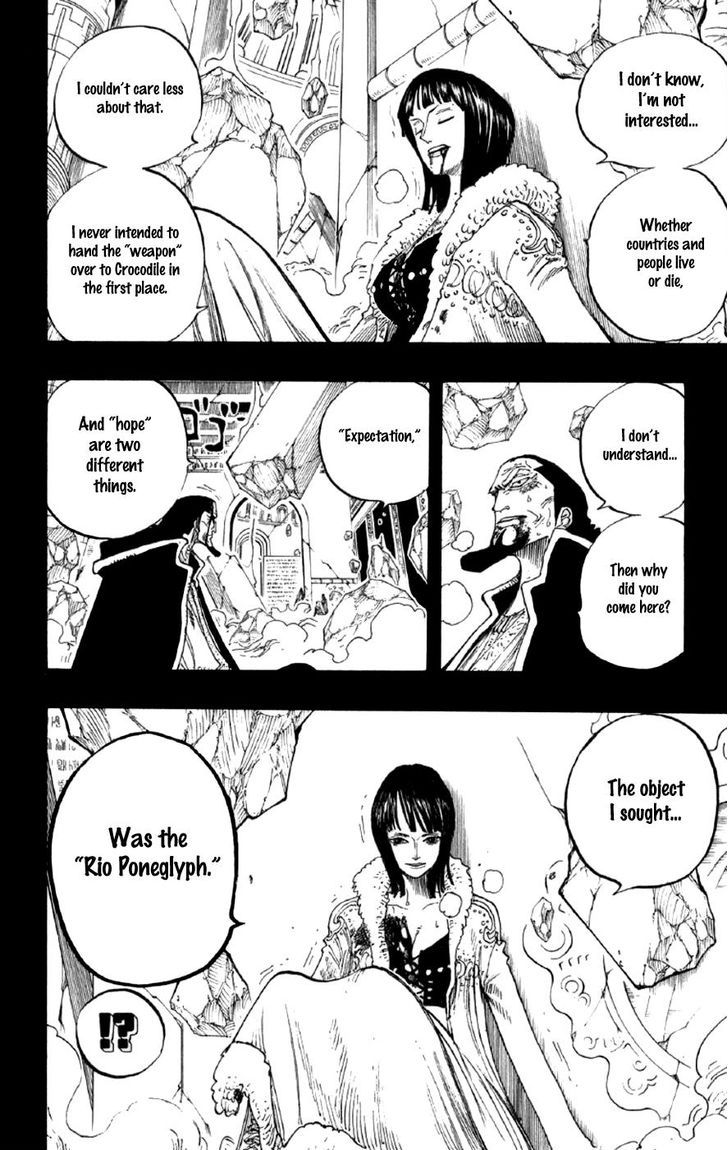 I don't know,
I'm not
interested...
Whether
countries and
people live
or die,
I couldn't care less
about that.
I never intended to
hand the "weapon"
over to Crocodile in
the first place.
I don't
understand...
Then why
did you
come here?
"Expectation,"
And "hope"
are two
different
things.
The object
I sought...
Was the
"Rio Poneglyph."
!?